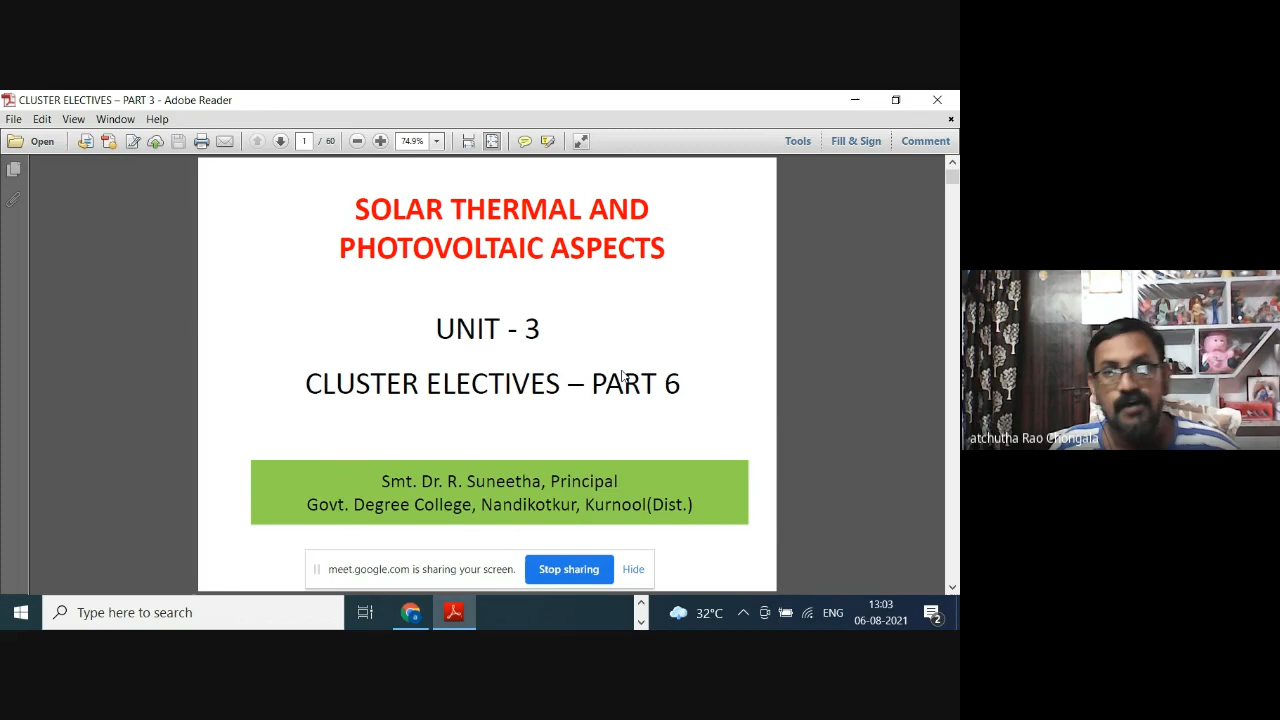 CLUSTER ELECTIVES – PART 3 - Adobe Reader
File Edit View Window Help
Open 1 / 60 74.9% Tools Fill & Sign Comment
SOLAR THERMAL AND
PHOTOVOLTAIC ASPECTS
UNIT - 3
CLUSTER ELECTIVES – PART 6
Smt. Dr. R. Suneetha, Principal
Govt. Degree College, Nandikotkur, Kurnool(Dist.)
meet.google.com is sharing your screen. Stop sharing Hide
atchutha Rao Chongala
Type here to search
32°C ENG
13:03
06-08-2021
2